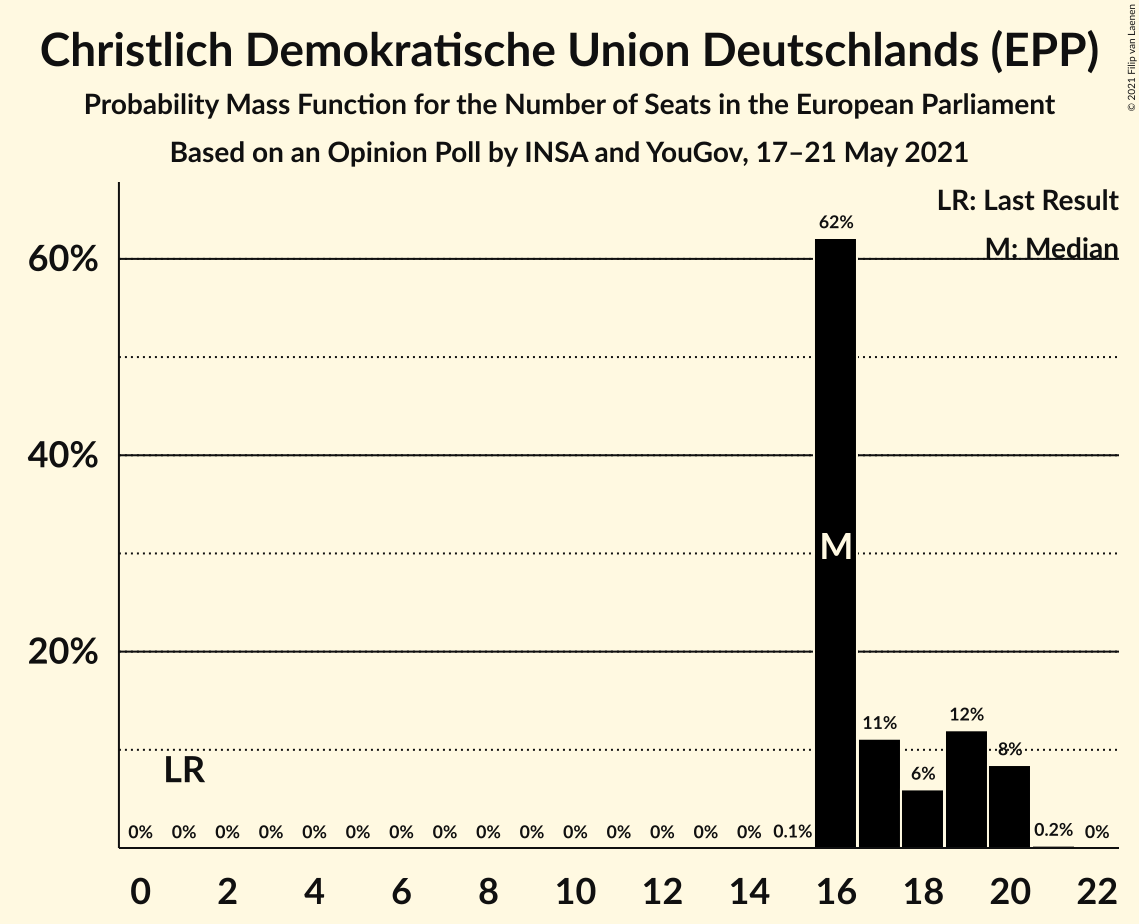 Christlich Demokratische Union Deutschlands (EPP)
Probability Mass Function for the Number of Seats in the European Parliament
Based on an Opinion Poll by INSA and YouGov, 17–21 May 2021
© 2021 Filip van Laenen
LR: Last Result
M: Median
62%
60%
40%
M
20%
12%
11%
8%
6%
LR
0% 0% 0% 0% 0% 0% 0% 0% 0% 0% 0% 0% 0% 0% 0% 0.1% 0.2% 0%
0 2 4 6 8 10 12 14 16 18 20 22